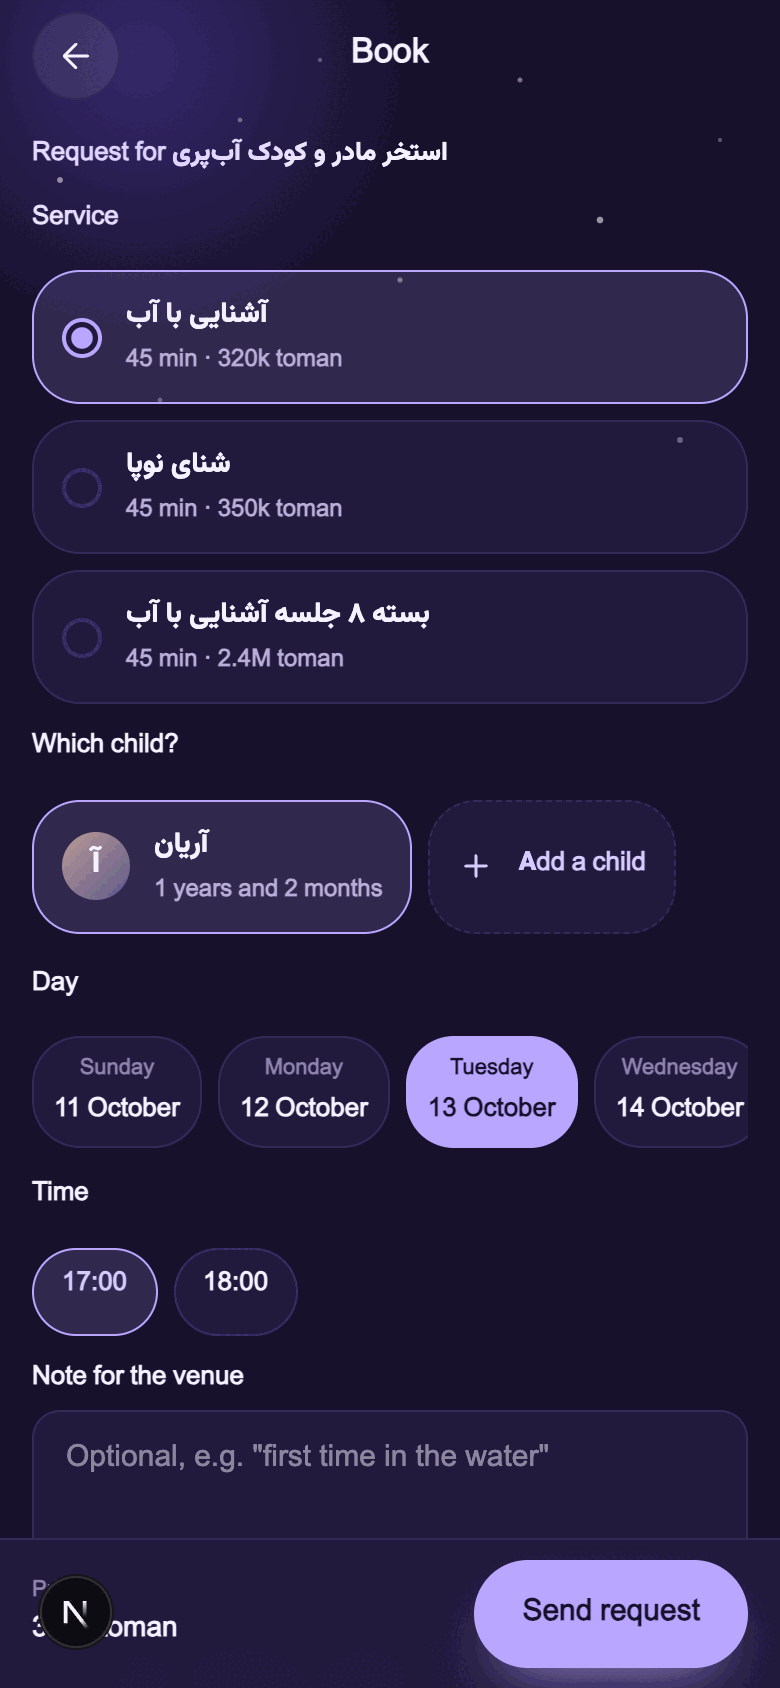 Book
Request for استخر مادر و کودک آب‌پری
Service
آشنایی با آب
45 min · 320k toman
شنای نوپا
45 min · 350k toman
بسته ۸ جلسه آشنایی با آب
45 min · 2.4M toman
Which child?
آ
آریان
1 years and 2 months
Add a child
Day
Sunday
11 October
Monday
12 October
Tuesday
13 October
Wednesday
14 October
Time
17:00
18:00
Note for the venue
Optional, e.g. "first time in the water"
toman
Send request